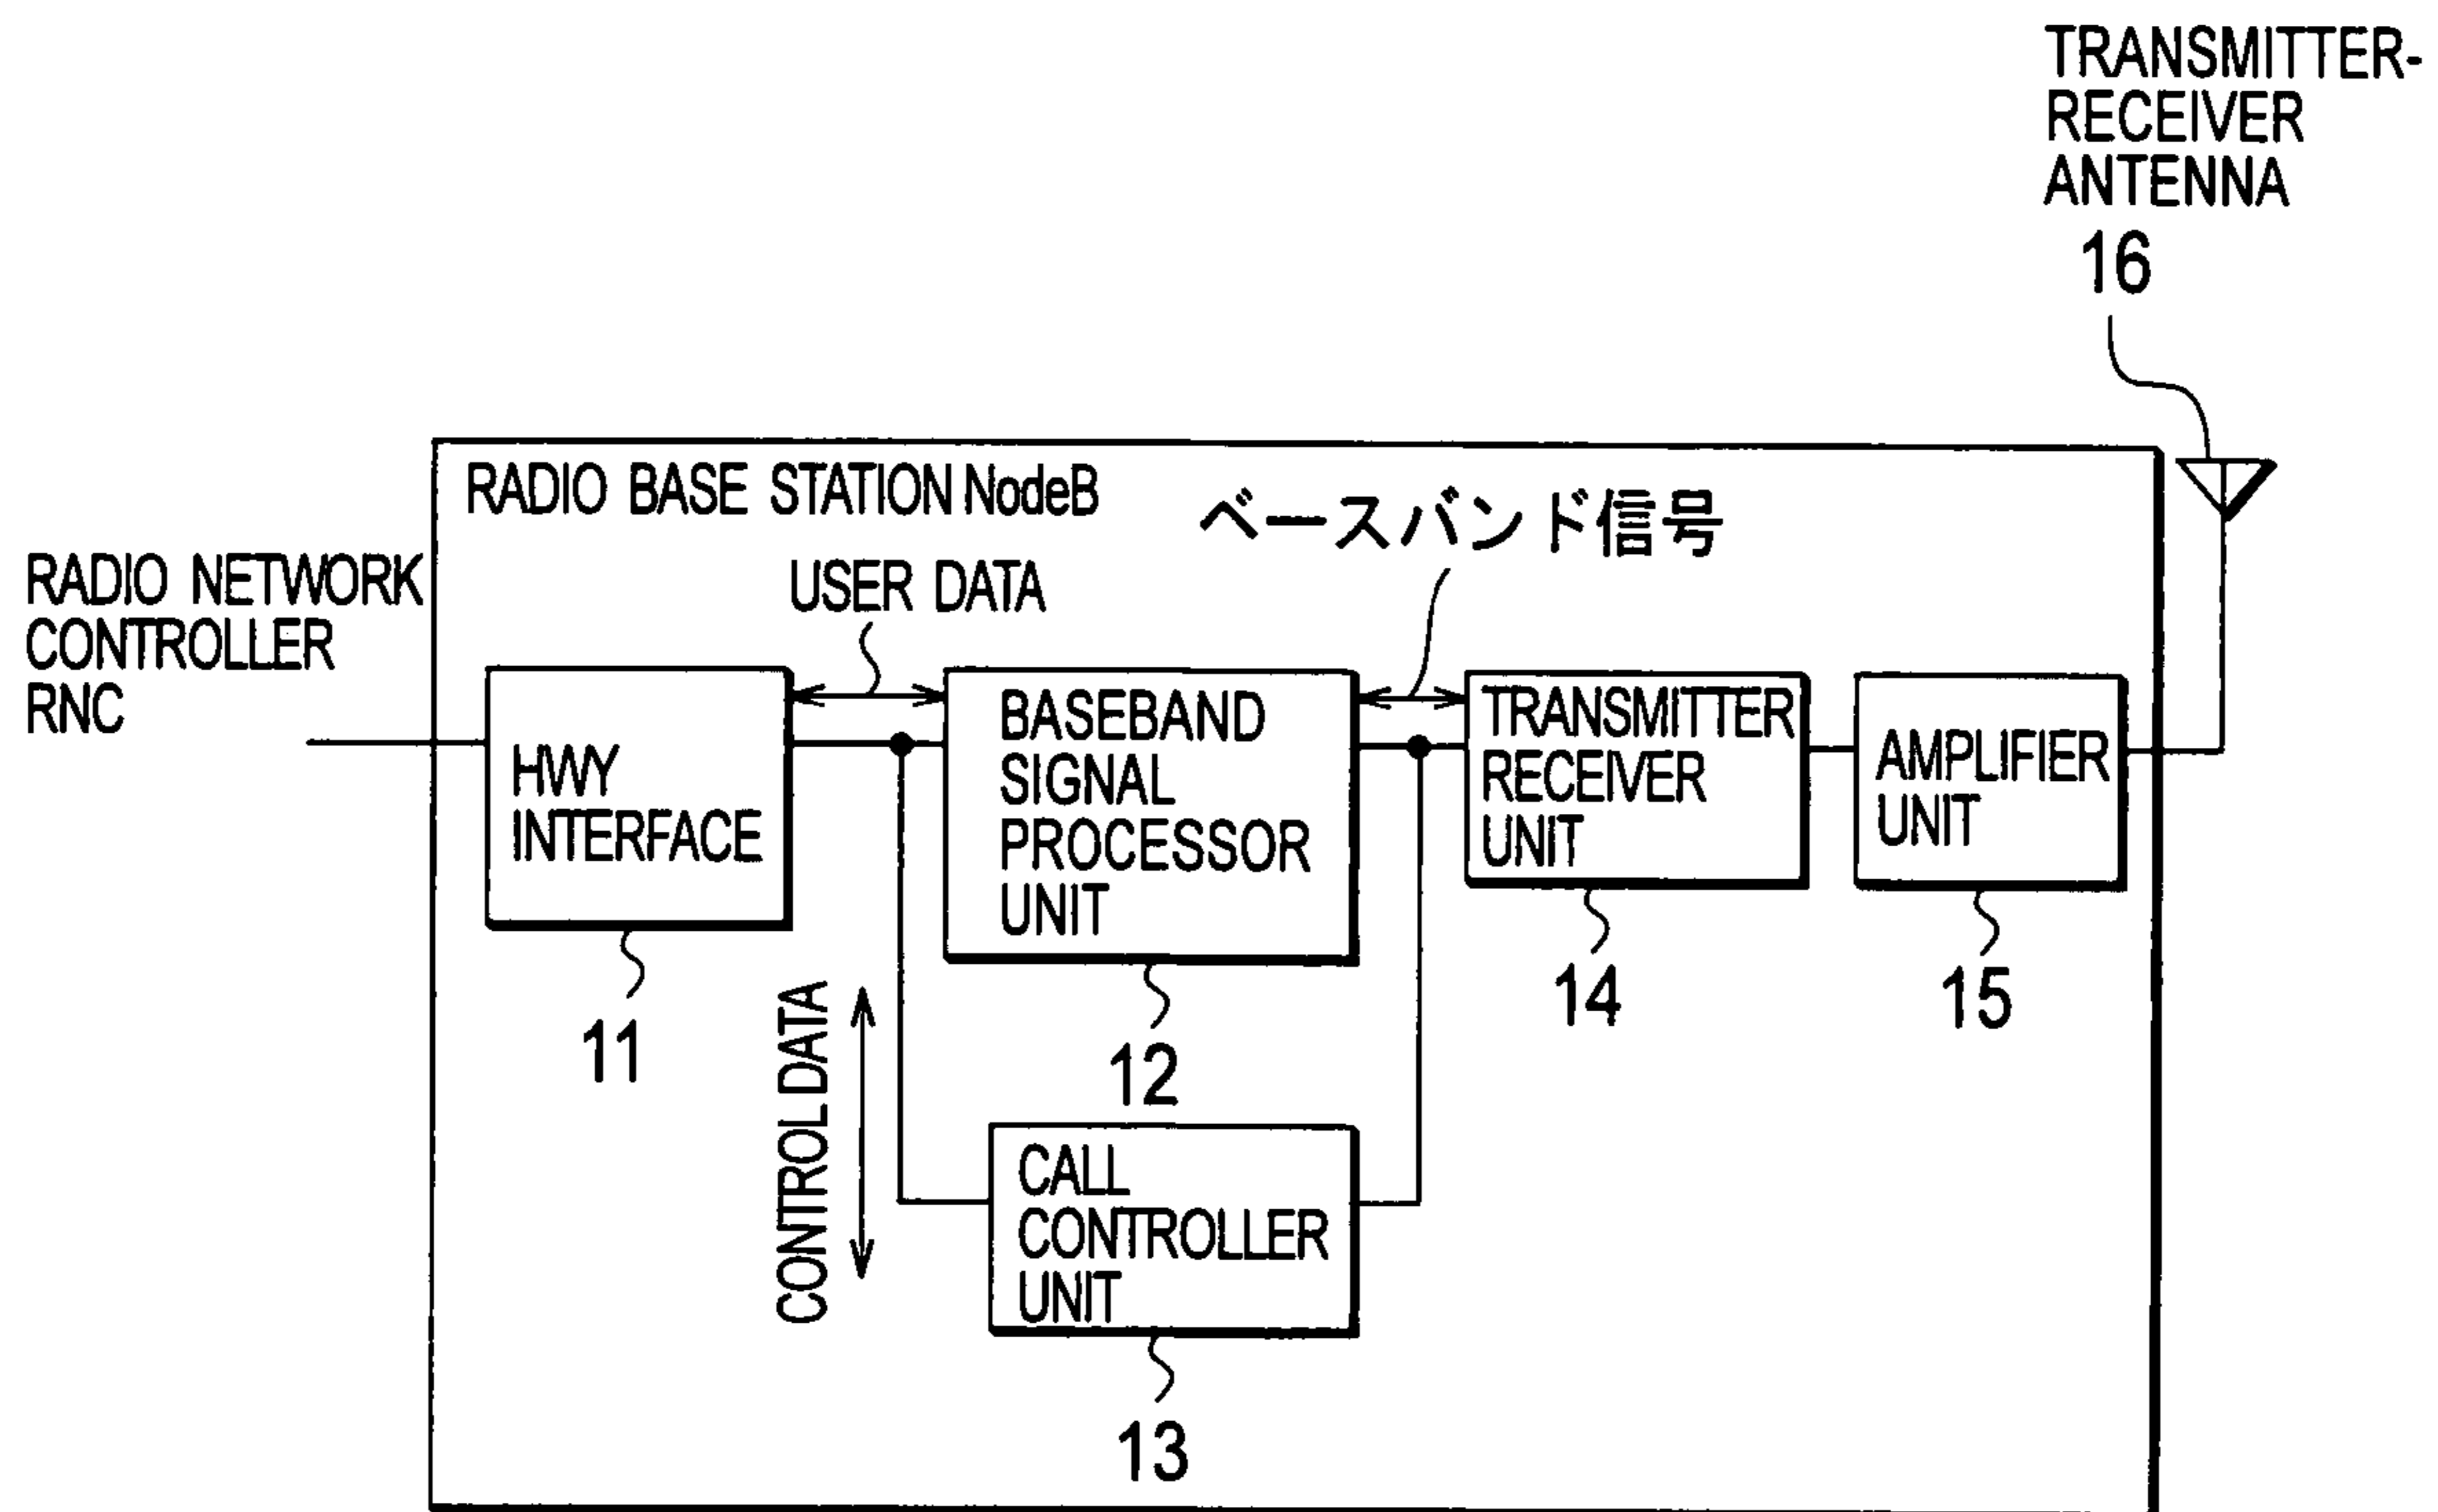 TRANSMITTER-
RECEIVER
ANTENNA
16
RADIO BASE STATION NodeB
ベースバンド信号
USER DATA
RADIO NETWORK
CONTROLLER
RNC
HWY
INTERFACE
11
BASEBAND
SIGNAL
PROCESSOR
UNIT
12
TRANSMITTER
RECEIVER
UNIT
14
AMPLIFIER
UNIT
15
CONTROL DATA
CALL
CONTROLLER
UNIT
13